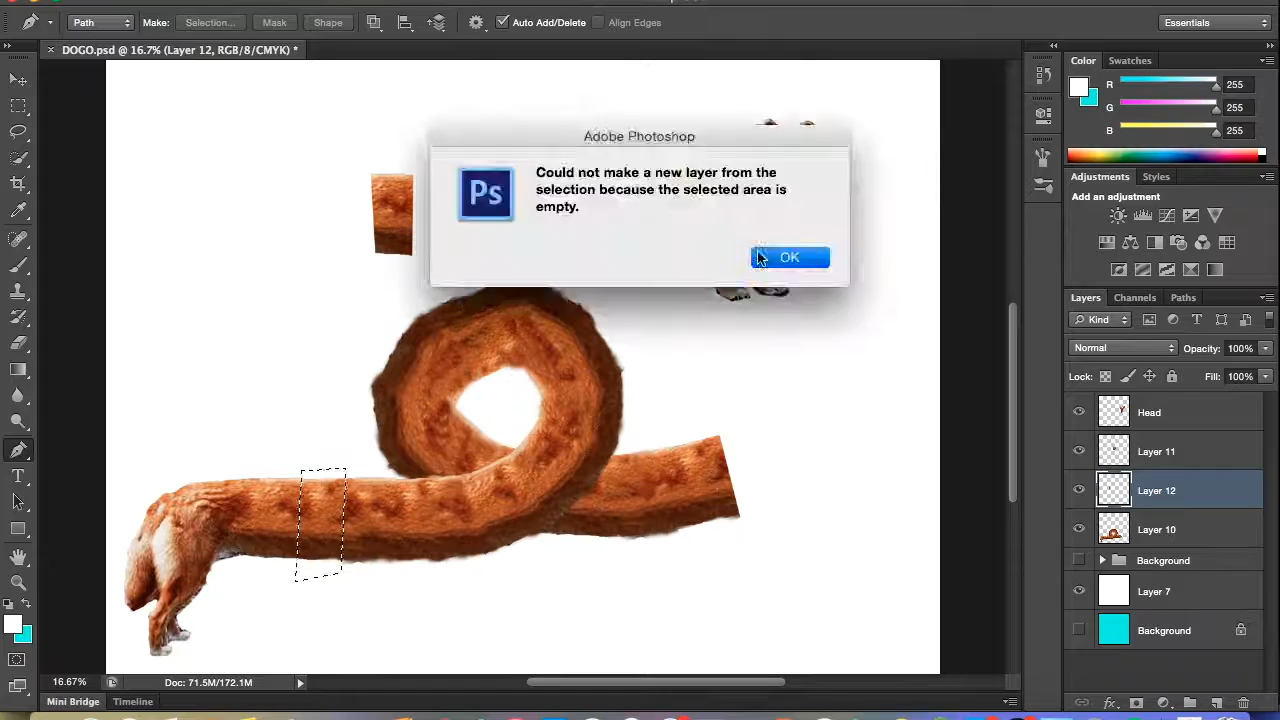 Path
Make:
Selection...
Mask
Shape
Auto Add/Delete
Align Edges
Essentials
DOGO.psd @ 16.7% (Layer 12, RGB/8/CMYK) *
Color
Swatches
R
255
G
255
B
255
Adobe Photoshop
Ps
Could not make a new layer from the
selection because the selected area is
empty.
OK
Adjustments
Styles
Add an adjustment
Layers
Channels
Paths
Kind
Normal
Opacity:
100%
Lock:
Fill:
100%
Head
Layer 11
Layer 12
Layer 10
Background
Layer 7
Background
16.67%
Doc: 71.5M/172.1M
Mini Bridge
Timeline